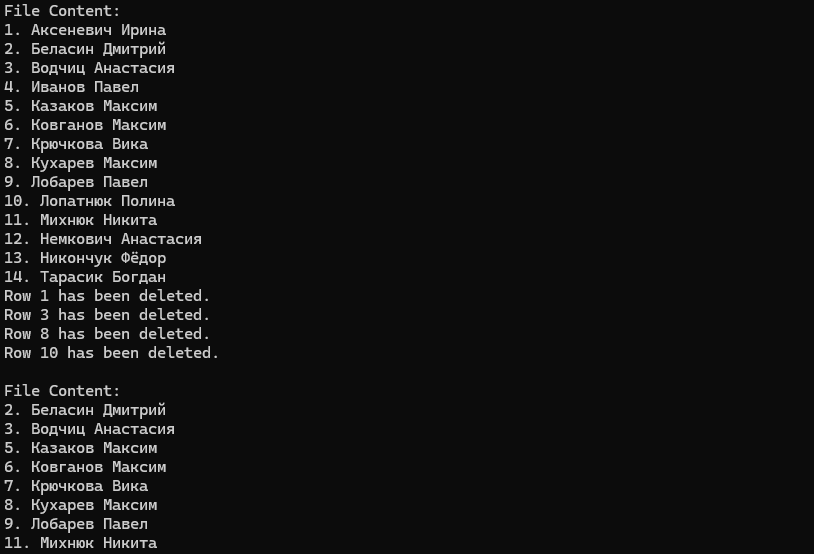 File Content:
1. Аксеневич Ирина
2. Беласин Дмитрий
3. Водчиц Анастасия
4. Иванов Павел
5. Казаков Максим
6. Ковганов Максим
7. Крючкова Вика
8. Кухарев Максим
9. Лобарев Павел
10. Лопатнюк Полина
11. Михнюк Никита
12. Немкович Анастасия
13. Никончук Фёдор
14. Тарасик Богдан
Row 1 has been deleted.
Row 3 has been deleted.
Row 8 has been deleted.
Row 10 has been deleted.
File Content:
2. Беласин Дмитрий
3. Водчиц Анастасия
5. Казаков Максим
6. Ковганов Максим
7. Крючкова Вика
8. Кухарев Максим
9. Лобарев Павел
11. Михнюк Никита